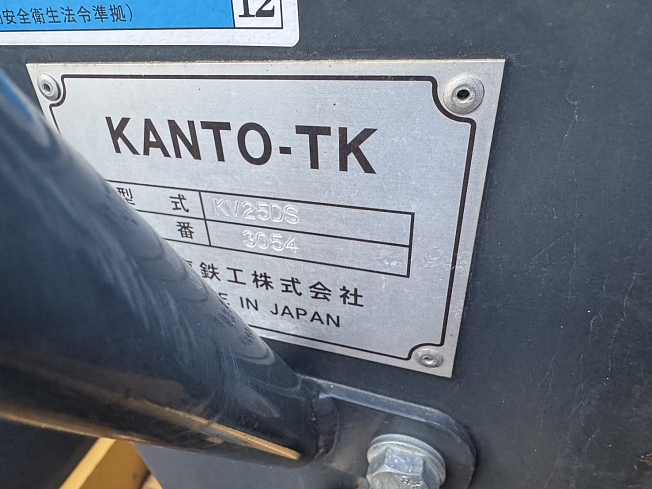 安全衛生法令準拠)
12
KANTO-TK
型式 KV25DS
番 3054
鉄工株式会社
IN JAPAN